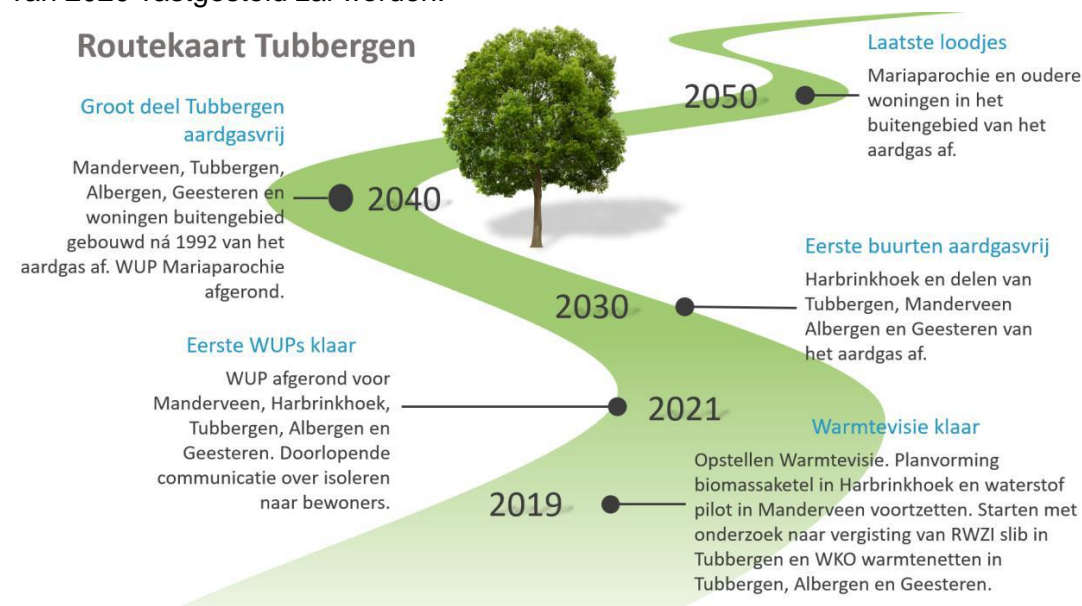 van 2020 vastgesteld zal worden.
Routekaart Tubbergen
Laatste loodjes
Mariaparochie en oudere
woningen in het
buitengebied van het
aardgas af.
2050
Groot deel Tubbergen
aardgasvrij
Manderveen, Tubbergen,
Albergen, Geesteren en
woningen buitengebied
gebouwd ná 1992 van het
aardgas af. WUP Mariaparochie
afgerond.
2040
Eerste buurten aardgasvrij
Harbrinkhoek en delen van
Tubbergen, Manderveen
Albergen en Geesteren van
het aardgas af.
2030
Eerste WUPs klaar
WUP afgerond voor
Manderveen, Harbrinkhoek,
Tubbergen, Albergen en
Geesteren. Doorlopende
communicatie over isoleren
naar bewoners.
2021
Warmtevisie klaar
Opstellen Warmtevisie. Planvorming
biomassaketel in Harbrinkhoek en waterstof
pilot in Manderveen voortzetten. Starten met
onderzoek naar vergisting van RWZI slib in
Tubbergen en WKO warmtenetten in
Tubbergen, Albergen en Geesteren.
2019